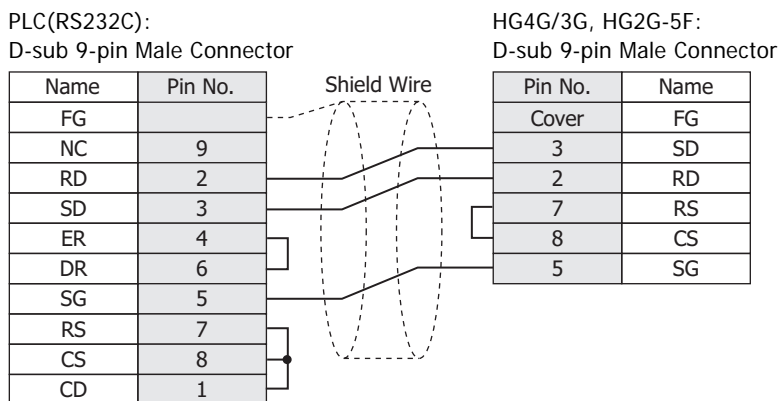 PLC(RS232C):
D-sub 9-pin Male Connector
HG4G/3G, HG2G-5F:
D-sub 9-pin Male Connector
Name Pin No.
FG
NC 9
RD 2
SD 3
ER 4
DR 6
SG 5
RS 7
CS 8
CD 1
Shield Wire
Pin No. Name
Cover FG
3 SD
2 RD
7 RS
8 CS
5 SG